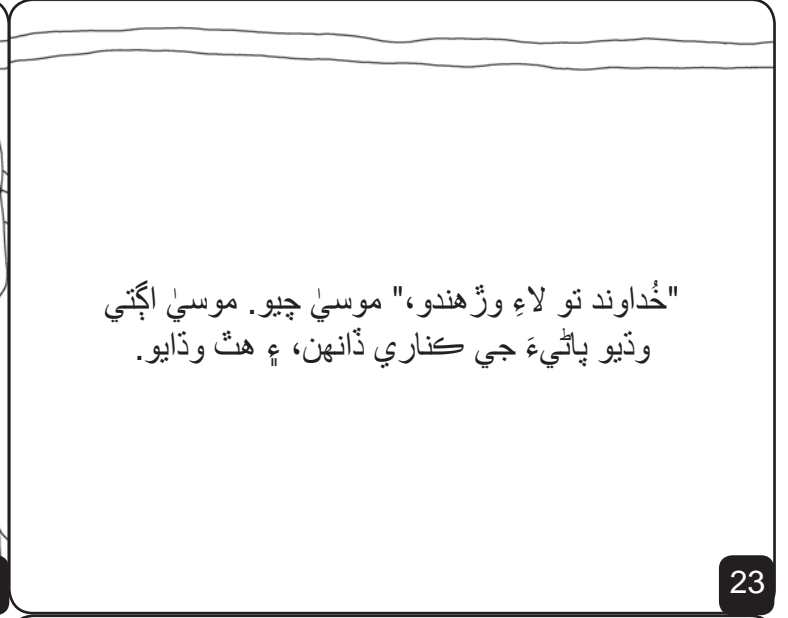 "خُداوند تو لاءِ وڙهندو،" موسيٰ چيو. موسيٰ اڳتي
وڌيو پاڻيءَ جي ڪناري ڏانهن، ۽ هٿ وڌايو.
23